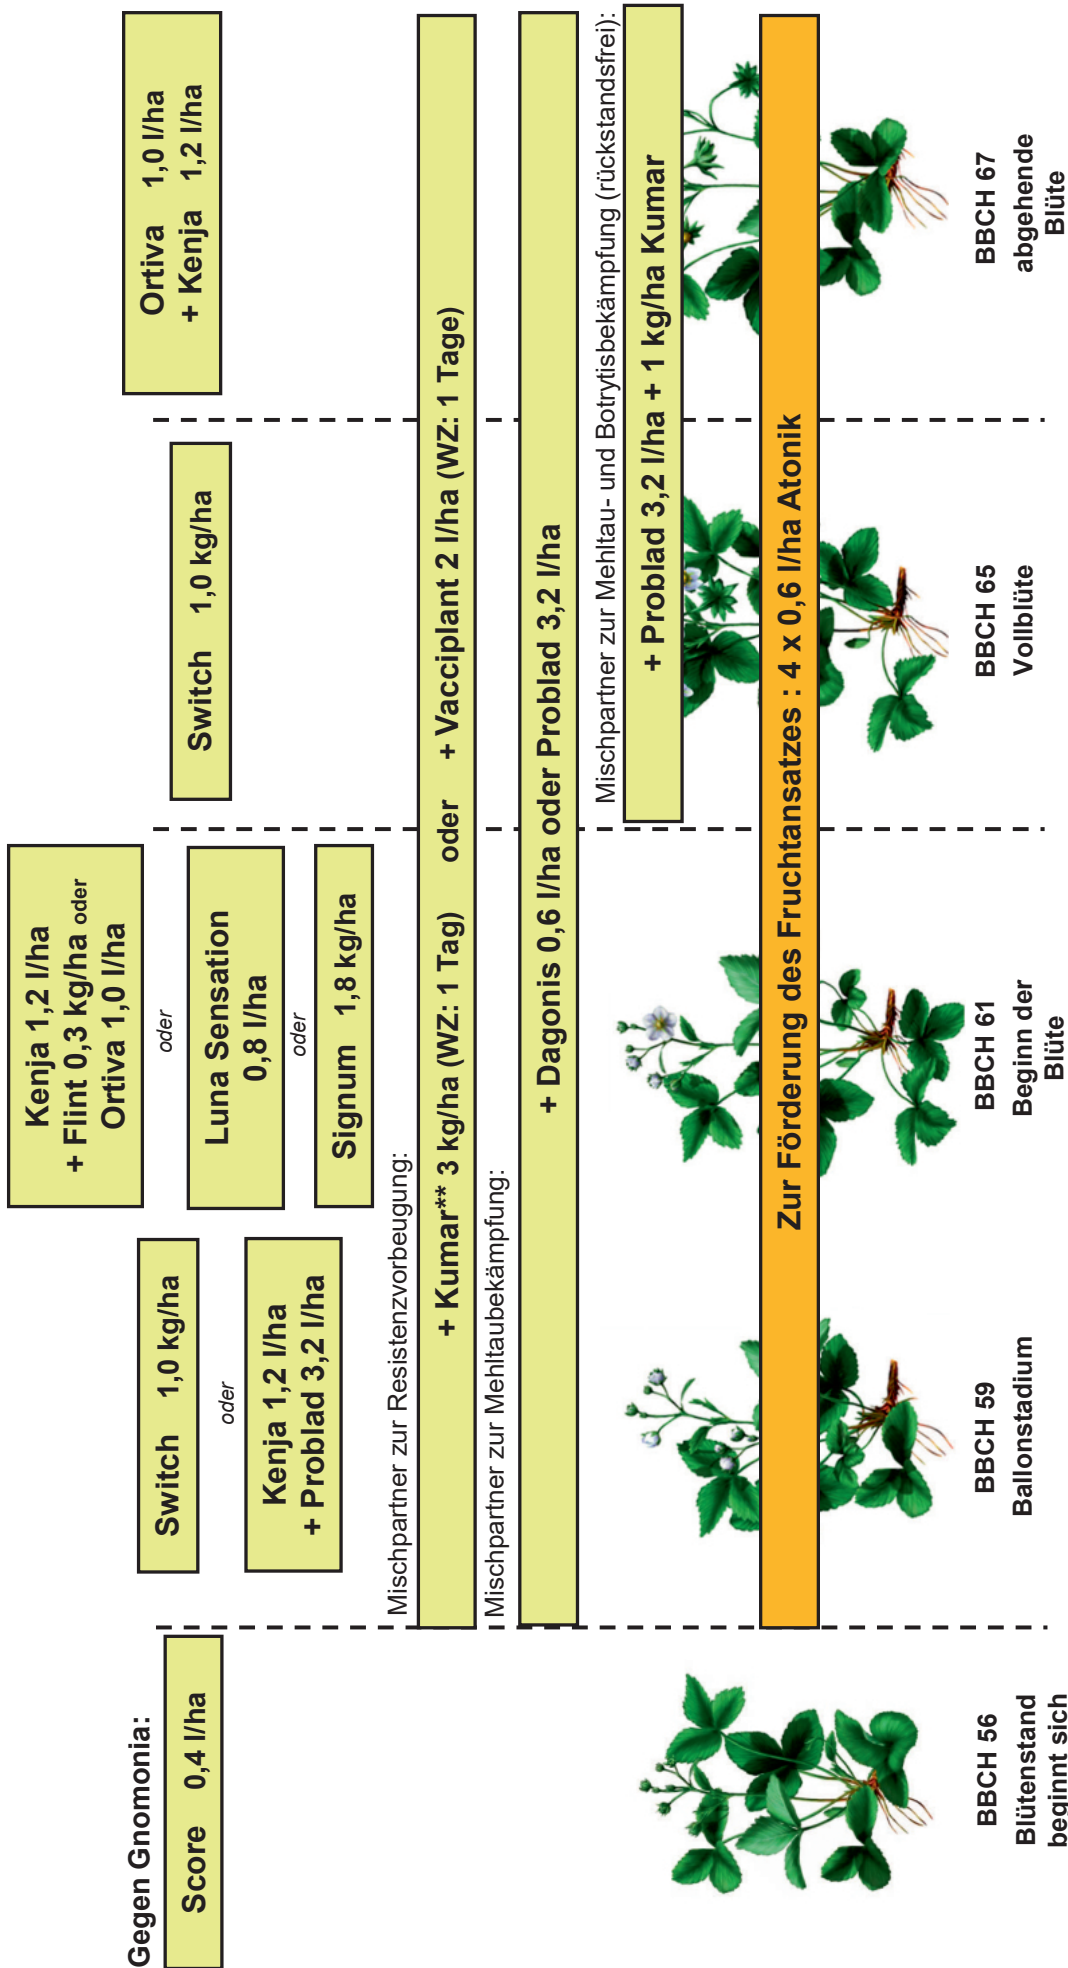 Gegen Gnomonia:
Score 0,4 l/ha
Switch 1,0 kg/ha
oder
Kenja 1,2 l/ha
+ Problad 3,2 l/ha
Kenja 1,2 l/ha
+ Flint 0,3 kg/ha oder
Ortiva 1,0 l/ha
oder
Luna Sensation
0,8 l/ha
oder
Signum 1,8 kg/ha
Switch 1,0 kg/ha
Ortiva 1,0 l/ha
+ Kenja 1,2 l/ha
Mischpartner zur Resistenzvorbeugung:
+ Kumar** 3 kg/ha (WZ: 1 Tag) oder + Vacciplant 2 l/ha (WZ: 1 Tage)
Mischpartner zur Mehltaubekämpfung:
+ Dagonis 0,6 l/ha oder Problad 3,2 l/ha
Mischpartner zur Mehltau- und Botrytisbekämpfung (rückstandsfrei):
+ Problad 3,2 l/ha + 1 kg/ha Kumar
Zur Förderung des Fruchtansatzes : 4 x 0,6 l/ha Atonik
BBCH 56
Blütenstand
beginnt sich
BBCH 59
Ballonstadium
BBCH 61
Beginn der
Blüte
BBCH 65
Vollblüte
BBCH 67
abgehende
Blüte